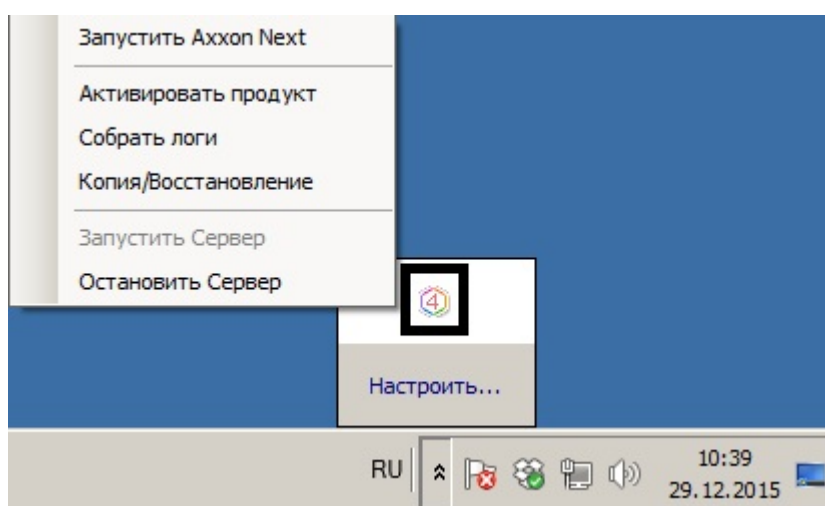 Запустить Axxon Next
Активировать продукт
Собрать логи
Копия/Восстановление
Запустить Сервер
Остановить Сервер
4
Настроить...
RU
10:39
29.12.2015